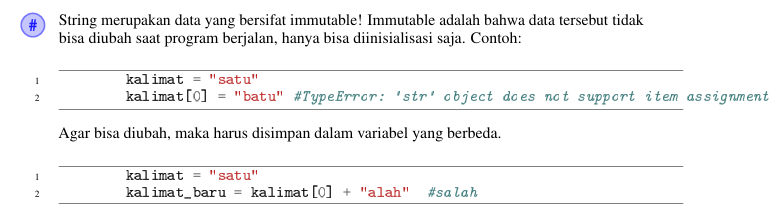 # String merupakan data yang bersifat immutable! Immutable adalah bahwa data tersebut tidak
bisa diubah saat program berjalan, hanya bisa diinisialisasi saja. Contoh:
1 kalimat = "satu"
2 kalimat[0] = "batu" #TypeError: 'str' object does not support item assignment
Agar bisa diubah, maka harus disimpan dalam variabel yang berbeda.
1 kalimat = "satu"
2 kalimat_baru = kalimat[0] + "alah" #salah